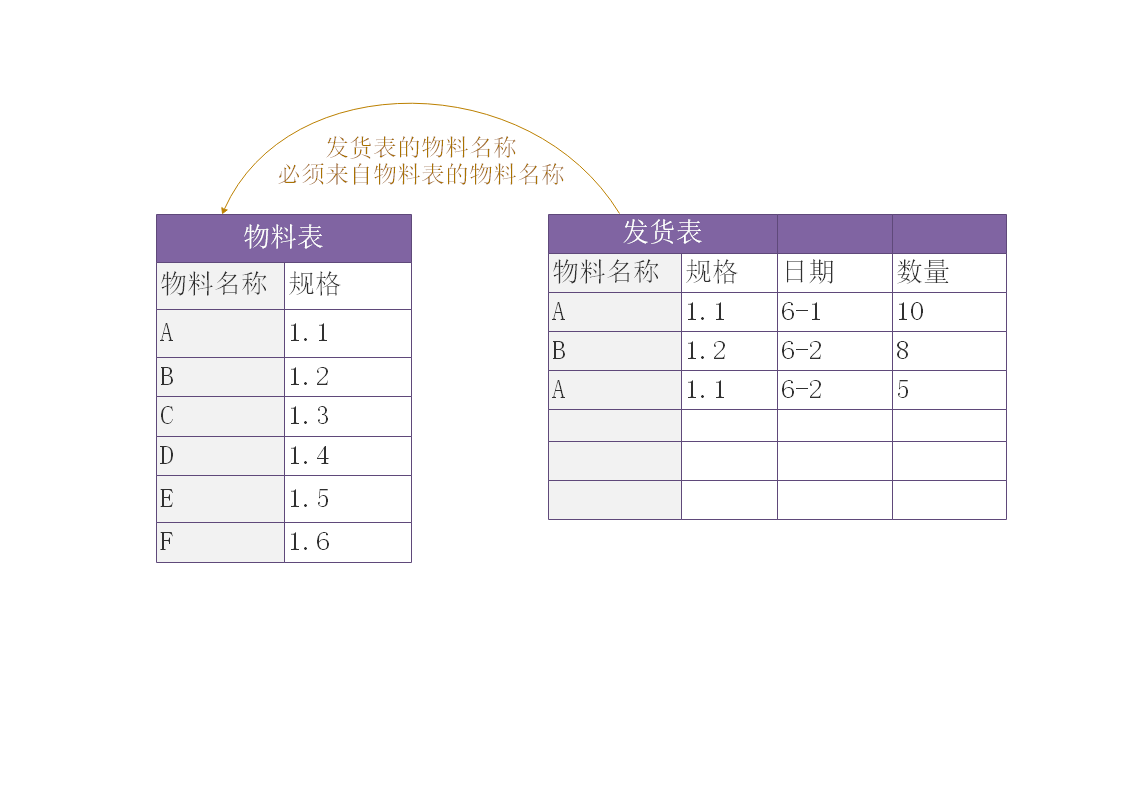 发货表的物料名称
必须来自物料表的物料名称
物料表
物料名称 规格
A 1.1
B 1.2
C 1.3
D 1.4
E 1.5
F 1.6
发货表
物料名称 规格 日期 数量
A 1.1 6-1 10
B 1.2 6-2 8
A 1.1 6-2 5